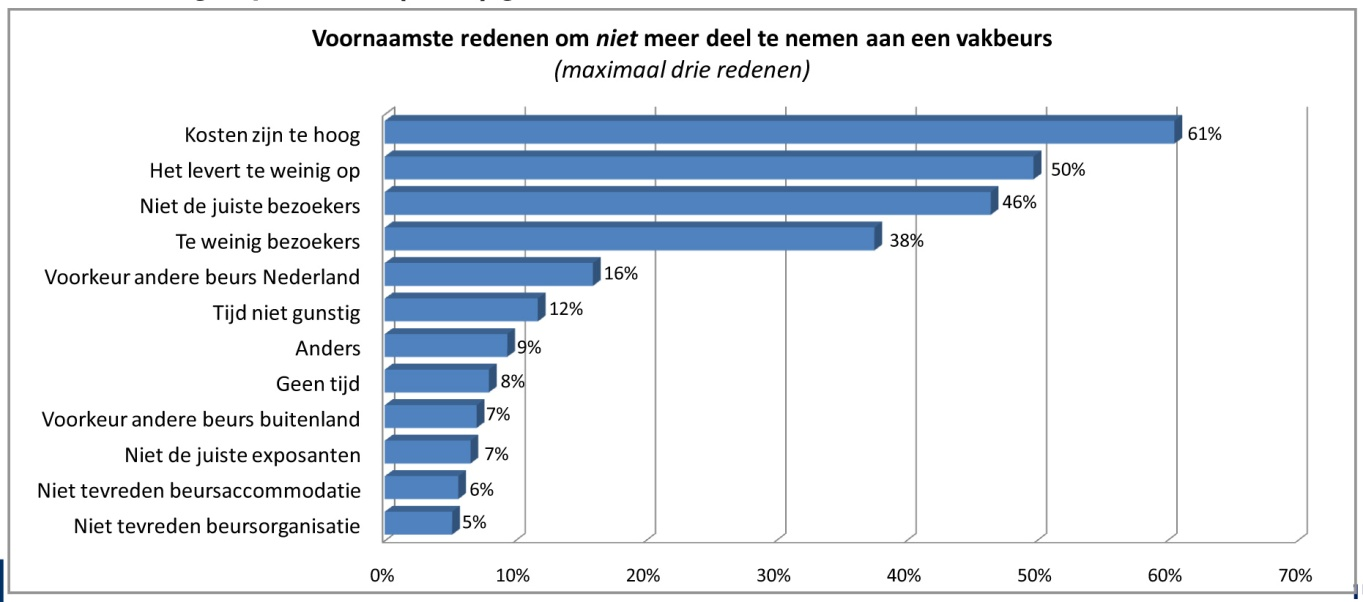 Voornaamste redenen om niet meer deel te nemen aan een vakbeurs
(maximaal drie redenen)
Kosten zijn te hoog 61%
Het levert te weinig op 50%
Niet de juiste bezoekers 46%
Te weinig bezoekers 38%
Voorkeur andere beurs Nederland 16%
Tijd niet gunstig 12%
Anders 9%
Geen tijd 8%
Voorkeur andere beurs buitenland 7%
Niet de juiste exposanten 7%
Niet tevreden beursaccommodatie 6%
Niet tevreden beursorganisatie 5%
0% 10% 20% 30% 40% 50% 60% 70%